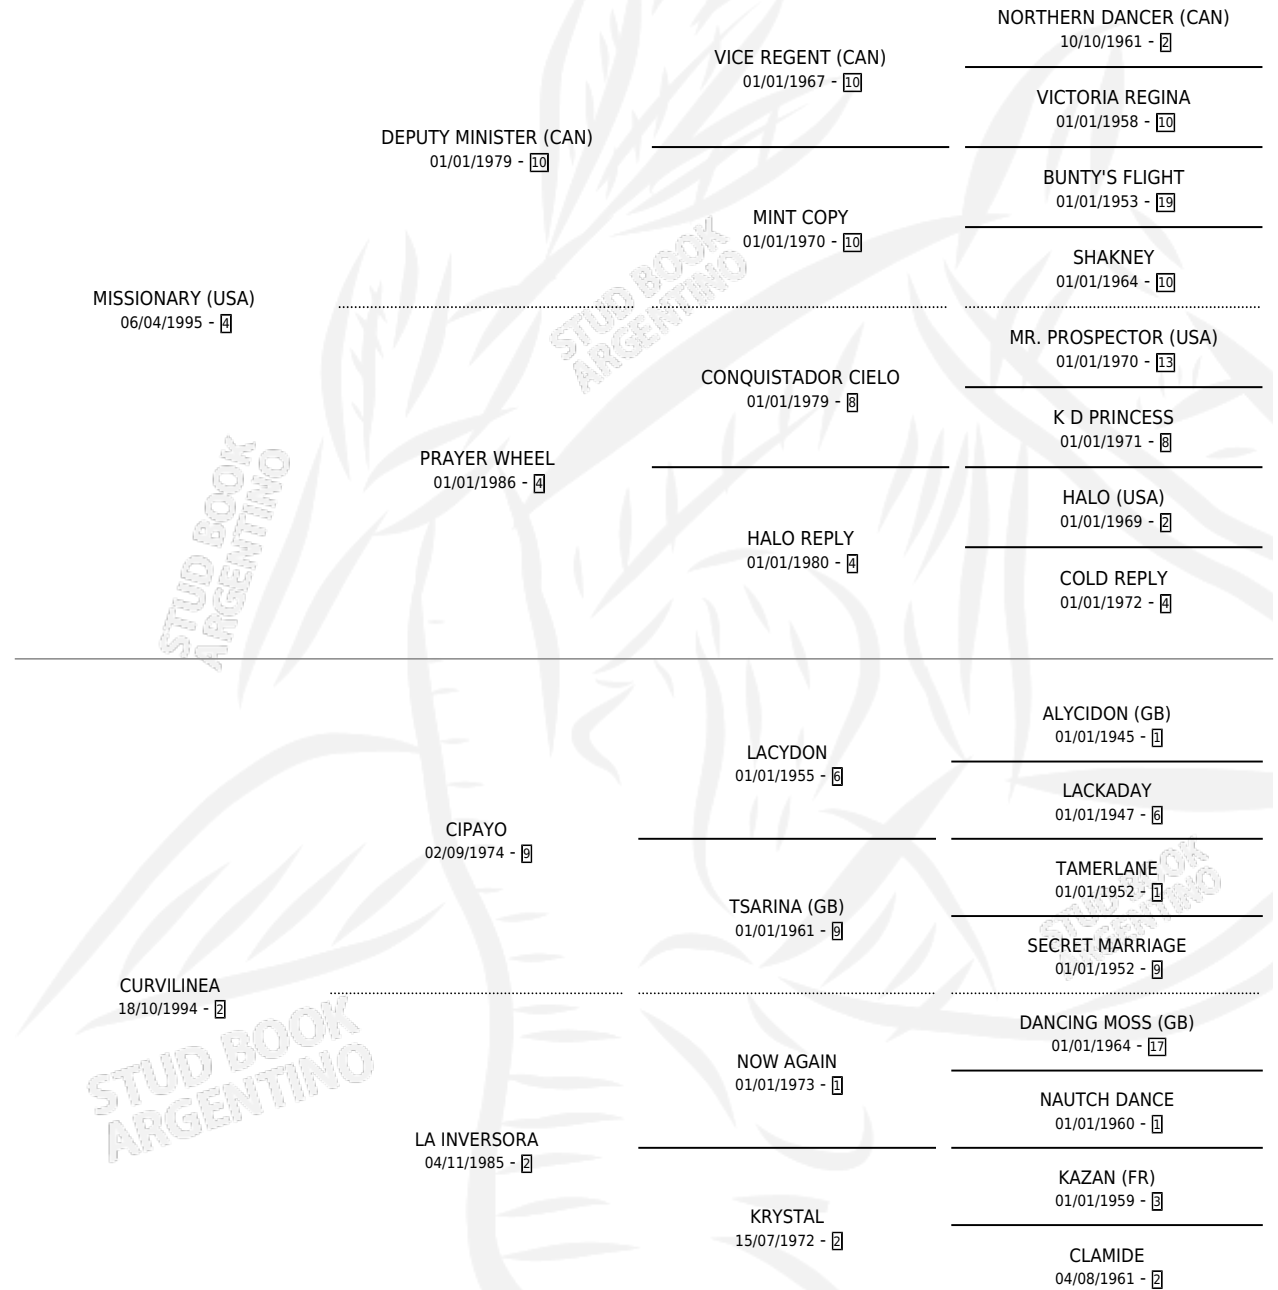 NORTHERN DANCER (CAN)
10/10/1961 - 2
VICE REGENT (CAN)
01/01/1967 - 10
VICTORIA REGINA
01/01/1958 - 10
DEPUTY MINISTER (CAN)
01/01/1979 - 10
BUNTY'S FLIGHT
01/01/1953 - 19
MINT COPY
01/01/1970 - 10
SHAKNEY
01/01/1964 - 10
MISSIONARY (USA)
06/04/1995 - 4
MR. PROSPECTOR (USA)
01/01/1970 - 13
CONQUISTADOR CIELO
01/01/1979 - 8
K D PRINCESS
01/01/1971 - 8
PRAYER WHEEL
01/01/1986 - 4
HALO (USA)
01/01/1969 - 2
HALO REPLY
01/01/1980 - 4
COLD REPLY
01/01/1972 - 4
STUD BOOK
ARGENTINO
STUD BOOK
ARGENTINO
ALYCIDON (GB)
01/01/1945 - 1
LACYDON
01/01/1955 - 6
LACKADAY
01/01/1947 - 6
CIPAYO
02/09/1974 - 9
TAMERLANE
01/01/1952 - 1
TSARINA (GB)
01/01/1961 - 9
SECRET MARRIAGE
01/01/1952 - 9
STUD BOOK
ARGENTINO
CURVILINEA
18/10/1994 - 2
DANCING MOSS (GB)
01/01/1964 - 17
NOW AGAIN
01/01/1973 - 1
NAUTCH DANCE
01/01/1960 - 1
LA INVERSORA
04/11/1985 - 2
KAZAN (FR)
01/01/1959 - 3
KRYSTAL
15/07/1972 - 2
CLAMIDE
04/08/1961 - 2
STUD BOOK
ARGENTINO